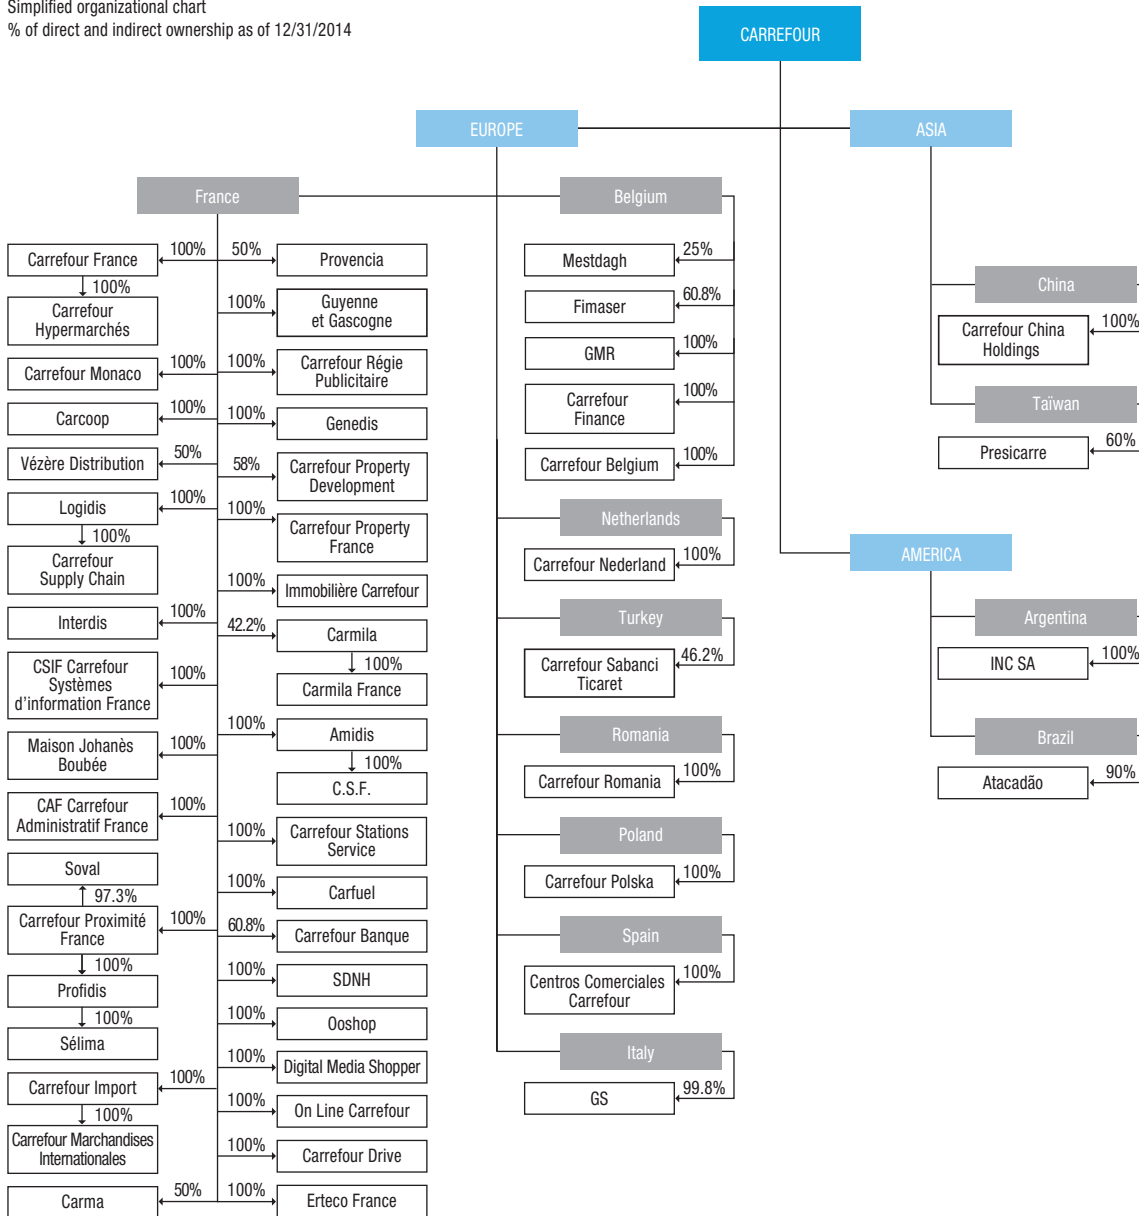 Simplified organizational chart
% of direct and indirect ownership as of 12/31/2014
CARREFOUR
EUROPE
ASIA
AMERICA
France
100%
Carrefour France
100%
Carrefour
Hypermarchés
100%
Carrefour Monaco
100%
Carcoop
50%
Vézère Distribution
100%
Logidis
100%
Carrefour
Supply Chain
100%
Interdis
100%
CSIF Carrefour
Systèmes
d'information France
100%
Maison Johanès
Boubée
100%
CAF Carrefour
Administratif France
Soval
97.3%
100%
Carrefour Proximité
France
100%
Profidis
100%
Sélima
100%
Carrefour Import
100%
Carrefour Marchandises
Internationales
50%
Carma
50%
Provencia
100%
Guyenne
et Gascogne
100%
Carrefour Régie
Publicitaire
100%
Genedis
58%
Carrefour Property
Development
100%
Carrefour Property
France
100%
Immobilière Carrefour
42.2%
Carmila
100%
Carmila France
100%
Amidis
100%
C.S.F.
100%
Carrefour Stations
Service
100%
Carfuel
60.8%
Carrefour Banque
100%
SDNH
100%
Ooshop
100%
Digital Media Shopper
100%
On Line Carrefour
100%
Carrefour Drive
100%
Erteco France
Belgium
25%
Mestdagh
60.8%
Fimaser
100%
GMR
100%
Carrefour
Finance
100%
Carrefour Belgium
Netherlands
100%
Carrefour Nederland
Turkey
46.2%
Carrefour Sabanci
Ticaret
Romania
100%
Carrefour Romania
Poland
100%
Carrefour Polska
Spain
100%
Centros Comerciales
Carrefour
Italy
99.8%
GS
China
100%
Carrefour China
Holdings
Taïwan
60%
Presicarre
Argentina
100%
INC SA
Brazil
90%
Atacadão